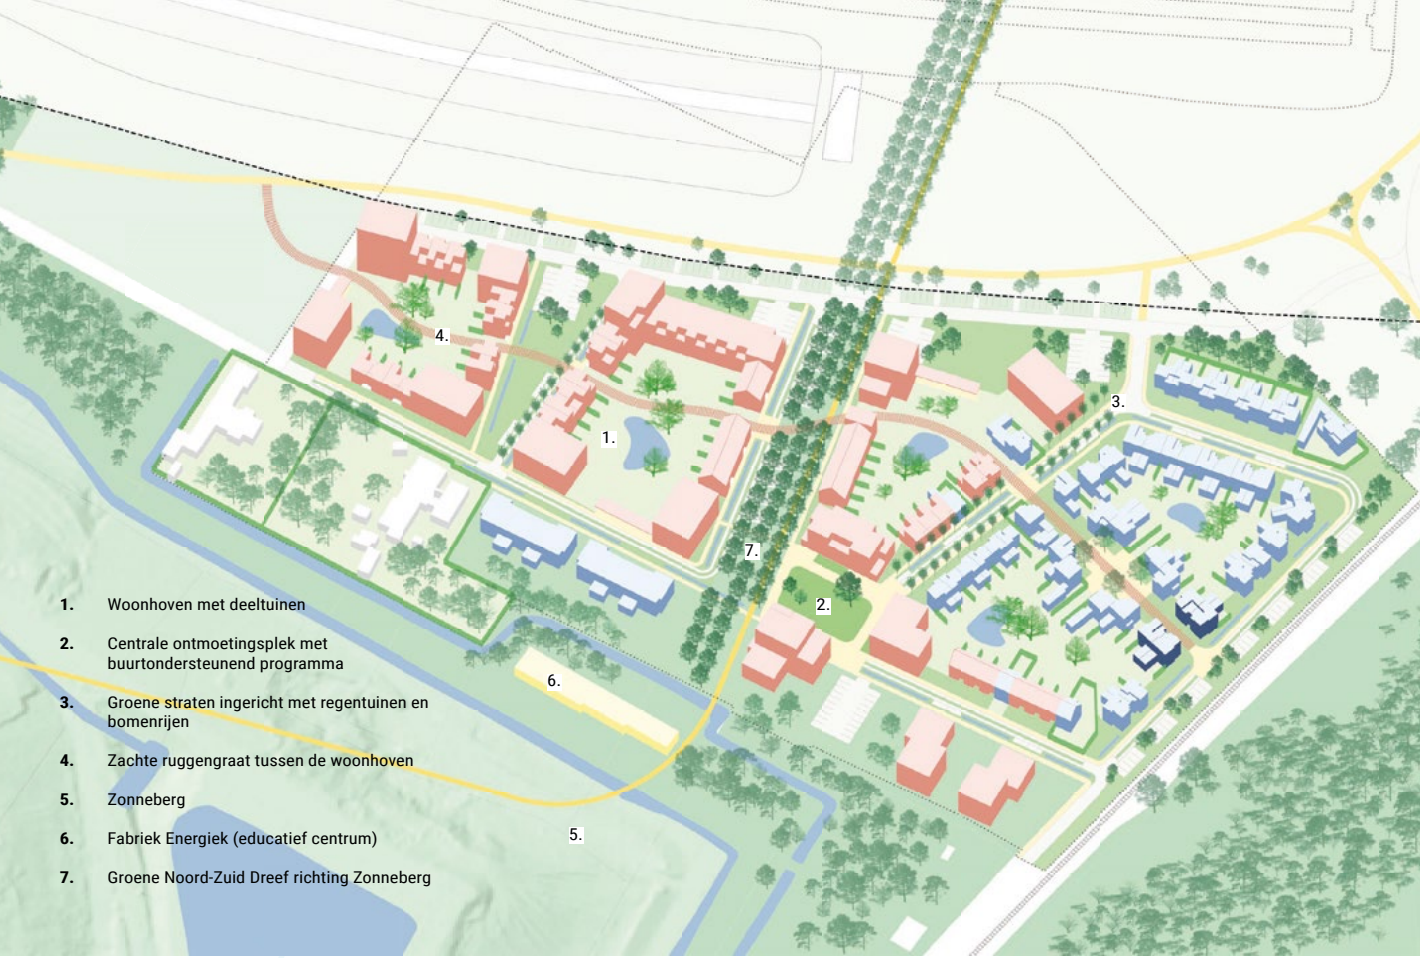 4.
3.
1.
7.
2.
6.
5.
1. Woonhoven met deeltuinen
2. Centrale ontmoetingsplek met
buurtondersteunend programma
3. Groene straten ingericht met regentuinen en
bomenrijen
4. Zachte ruggengraat tussen de woonhoven
5. Zonneberg
6. Fabriek Energiek (educatief centrum)
7. Groene Noord-Zuid Dreef richting Zonneberg